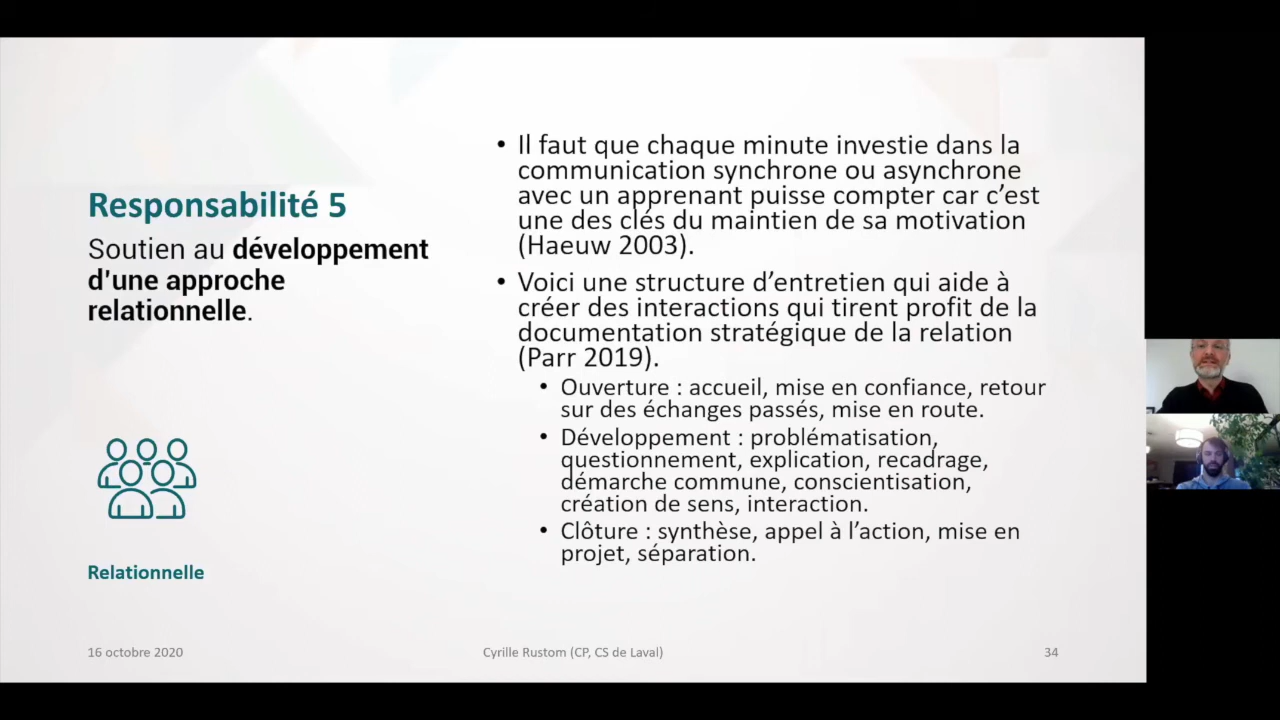 Responsabilité 5
Soutien au développement
d'une approche
relationnelle.
Relationnelle
• Il faut que chaque minute investie dans la
communication synchrone ou asynchrone
avec un apprenant puisse compter car c'est
une des clés du maintien de sa motivation
(Haeuw 2003).
• Voici une structure d'entretien qui aide à
créer des interactions qui tirent profit de la
documentation stratégique de la relation
(Parr 2019).
• Ouverture : accueil, mise en confiance, retour
sur des échanges passés, mise en route.
• Développement : problématisation,
questionnement, explication, recadrage,
démarche commune, conscientisation,
création de sens, interaction.
• Clôture : synthèse, appel à l'action, mise en
projet, séparation.
16 octobre 2020
Cyrille Rustom (CP, CS de Laval)
34